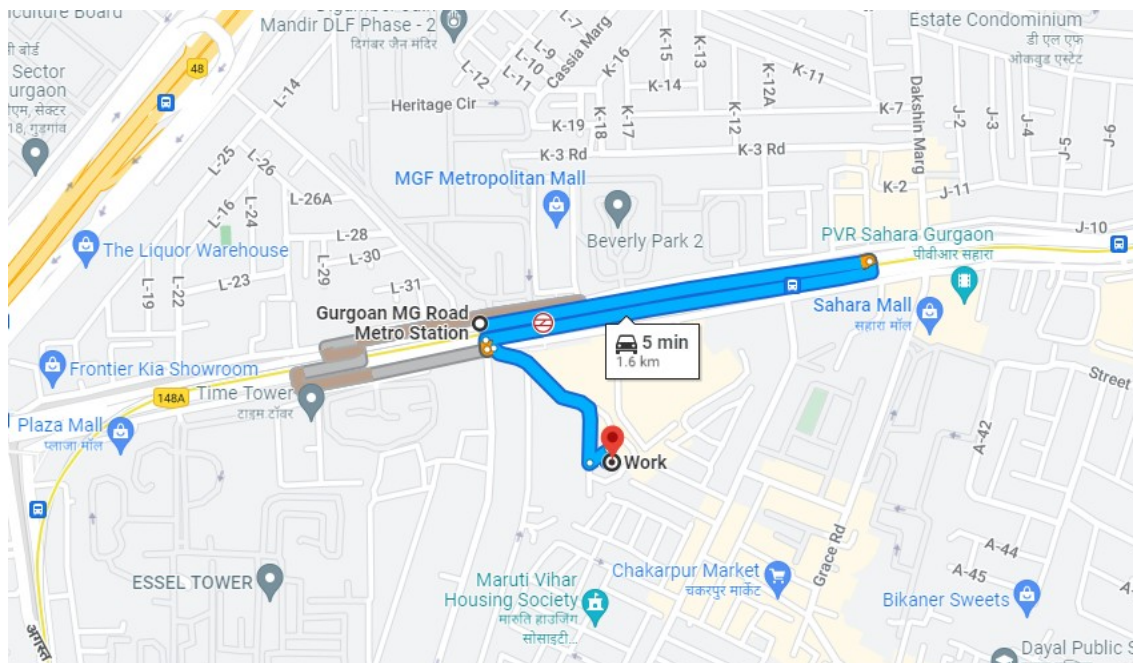 iculture Board
र्ी बोर्ड
Sector
urgaon
एम, सेक्टर
18, गुड़गांव
48
Mandir DLF Phase - 2
दिगंबर जैन मंदिर
L-7
L-9
L-10
L-11
L-12
Cassia Marg
K-16
K-15
K-13
K-14
K-12A
K-11
K-7
Estate Condominium
डी एल एफ
ओकवुड एस्टेट
Dakshin Marg
J-2
J-3
J-4
J-5
J-6
L-14
Heritage Cir
K-19
K-18
K-17
K-12
K-3 Rd
K-3 Rd
K-2
J-11
J-10
L-25
L-26
L-16
L-24
L-26A
L-28
L-30
L-29
L-31
L-23
L-22
L-19
MGF Metropolitan Mall
Beverly Park 2
PVR Sahara Gurgaon
पीवीआर सहारा
The Liquor Warehouse
Gurgoan MG Road
Metro Station
Sahara Mall
सहारा मॉल
5 min
1.6 km
Frontier Kia Showroom
148A
Time Tower
टाइम टॉवर
Plaza Mall
प्लाजा मॉल
Street
A-42
Work
Grace Rd
A-44
A-45
ESSEL TOWER
Maruti Vihar
Housing Society
मारुति हाउजिंग
सोसाइटी...
Chakarpur Market
चकरपुर मार्केट
Bikaner Sweets
अगस्त
Dayal Public S